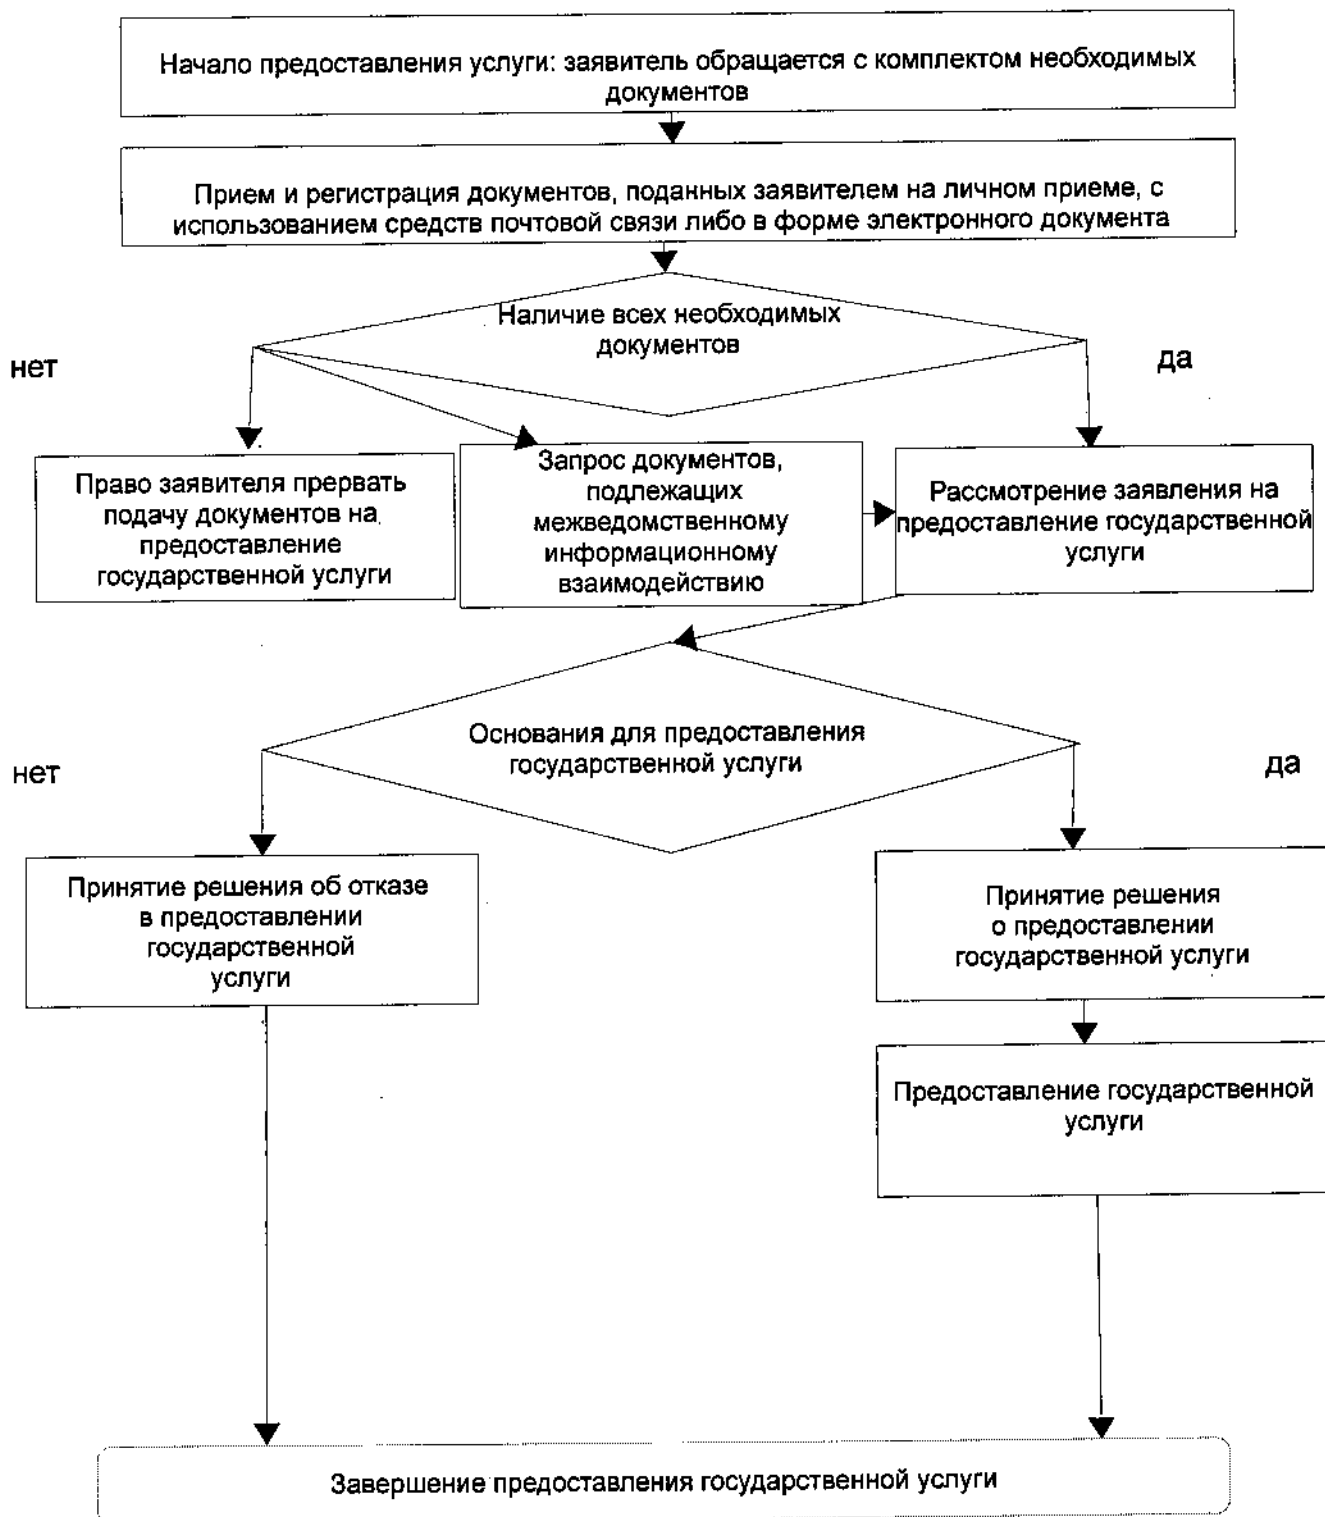 Начало предоставления услуги: заявитель обращается с комплектом необходимых
документов
Прием и регистрация документов, поданных заявителем на личном приеме, с
использованием средств почтовой связи либо в форме электронного документа
Наличие всех необходимых
документов
нет
да
Право заявителя прервать
подачу документов на
предоставление
государственной услуги
Запрос документов,
подлежащих
межведомственному
информационному
взаимодействию
Рассмотрение заявления на
предоставление государственной
услуги
Основания для предоставления
государственной услуги
нет
да
Принятие решения об отказе
в предоставлении
государственной
услуги
Принятие решения
о предоставлении
государственной услуги
Предоставление государственной
услуги
Завершение предоставления государственной услуги